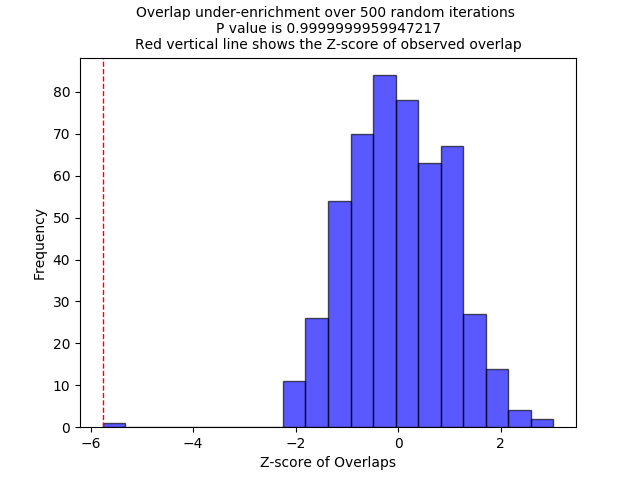 Overlap under-enrichment over 500 random iterations
P value is 0.9999999959947217
Red vertical line shows the Z-score of observed overlap
80
70
60
50
40
30
20
10
0
Frequency
−6
−4
−2
0
2
Z-score of Overlaps